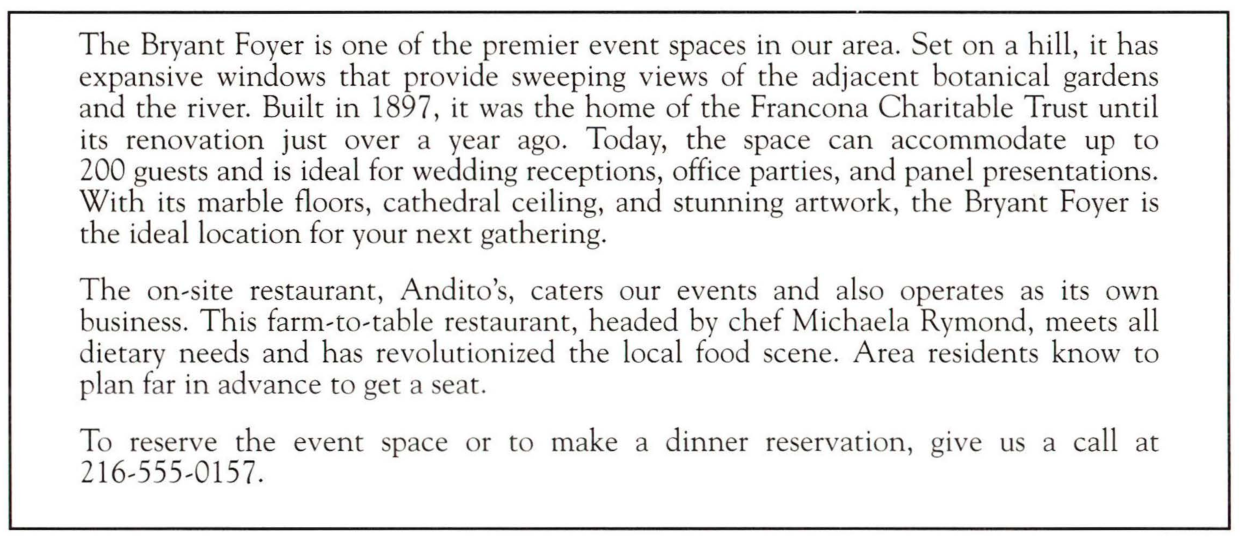 The Bryant Foyer is one of the premier event spaces in our area. Set on a hill, it has
expansive windows that provide sweeping views of the adjacent botanical gardens
and the river. Built in 1897, it was the home of the Francona Charitable Trust until
its renovation just over a year ago. Today, the space can accommodate up to
200 guests and is ideal for wedding receptions, office parties, and panel presentations.
With its marble floors, cathedral ceiling, and stunning artwork, the Bryant Foyer is
the ideal location for your next gathering.
The on-site restaurant, Andito's, caters our events and also operates as its own
business. This farm-to-table restaurant, headed by chef Michaela Rymond, meets all
dietary needs and has revolutionized the local food scene. Area residents know to
plan far in advance to get a seat.
To reserve the event space or to make a dinner reservation, give us a call at
216-555-0157.